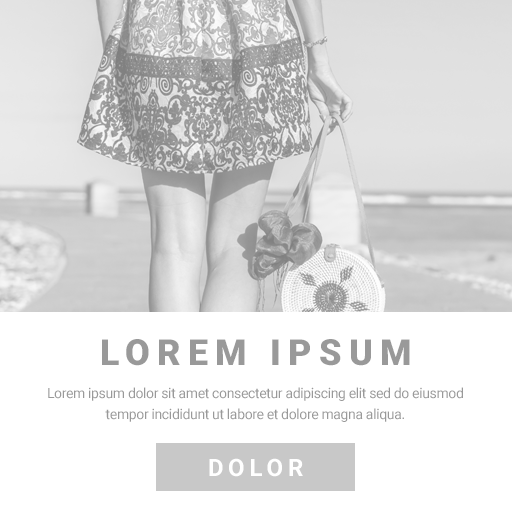 LOREM IPSUM
Lorem ipsum dolor sit amet consectetur adipiscing elit sed do eiusmod
tempor incididunt ut labore et dolore magna aliqua.
DOLOR